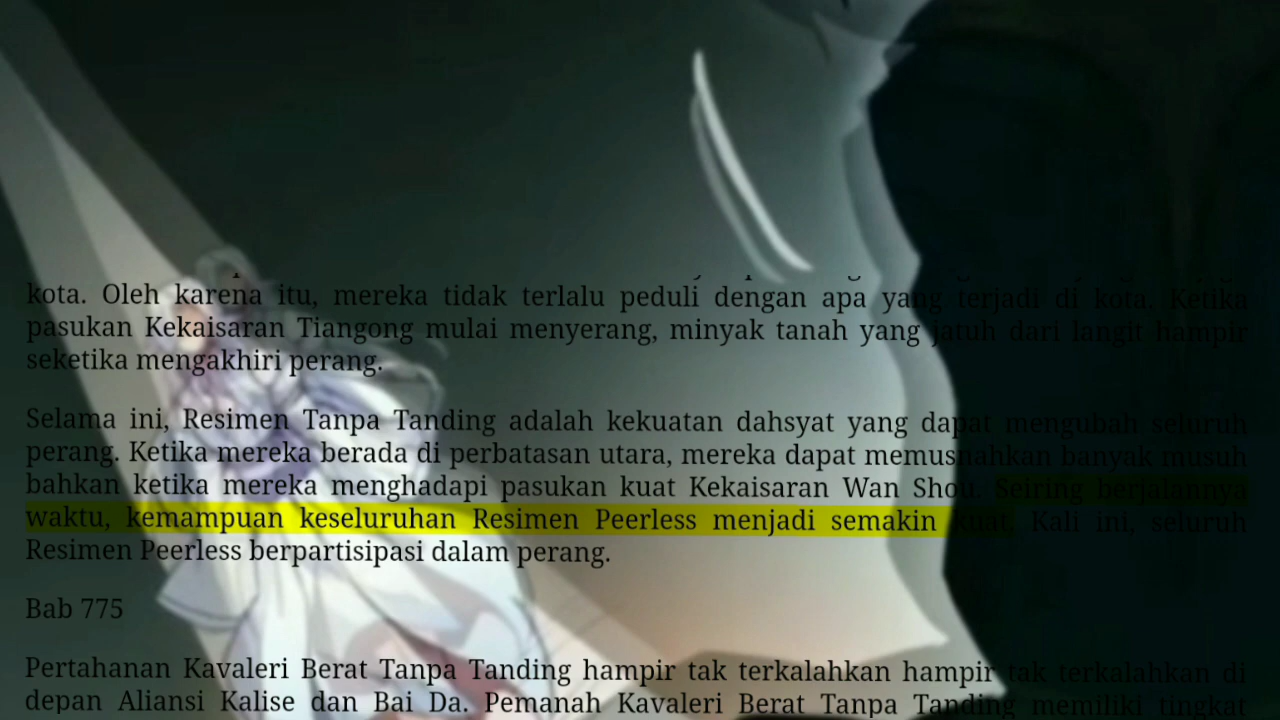 kota. Oleh karena itu, mereka tidak terlalu peduli dengan apa yang terjadi di kota. Ketika
pasukan Kekaisaran Tiangong mulai menyerang, minyak tanah yang jatuh dari langit hampir
seketika mengakhiri perang.
Selama ini, Resimen Tanpa Tanding adalah kekuatan dahsyat yang dapat mengubah seluruh
perang. Ketika mereka berada di perbatasan utara, mereka dapat memusnahkan banyak musuh
bahkan ketika mereka menghadapi pasukan kuat Kekaisaran Wan Shou. Seiring berjalannya
waktu, kemampuan keseluruhan Resimen Peerless menjadi semakin kuat. Kali ini, seluruh
Resimen Peerless berpartisipasi dalam perang.
Bab 775
Pertahanan Kavaleri Berat Tanpa Tanding hampir tak terkalahkan hampir tak terkalahkan di
depan Aliansi Kalise dan Bai Da. Pemanah Kavaleri Berat Tanpa Tanding memiliki tingkat